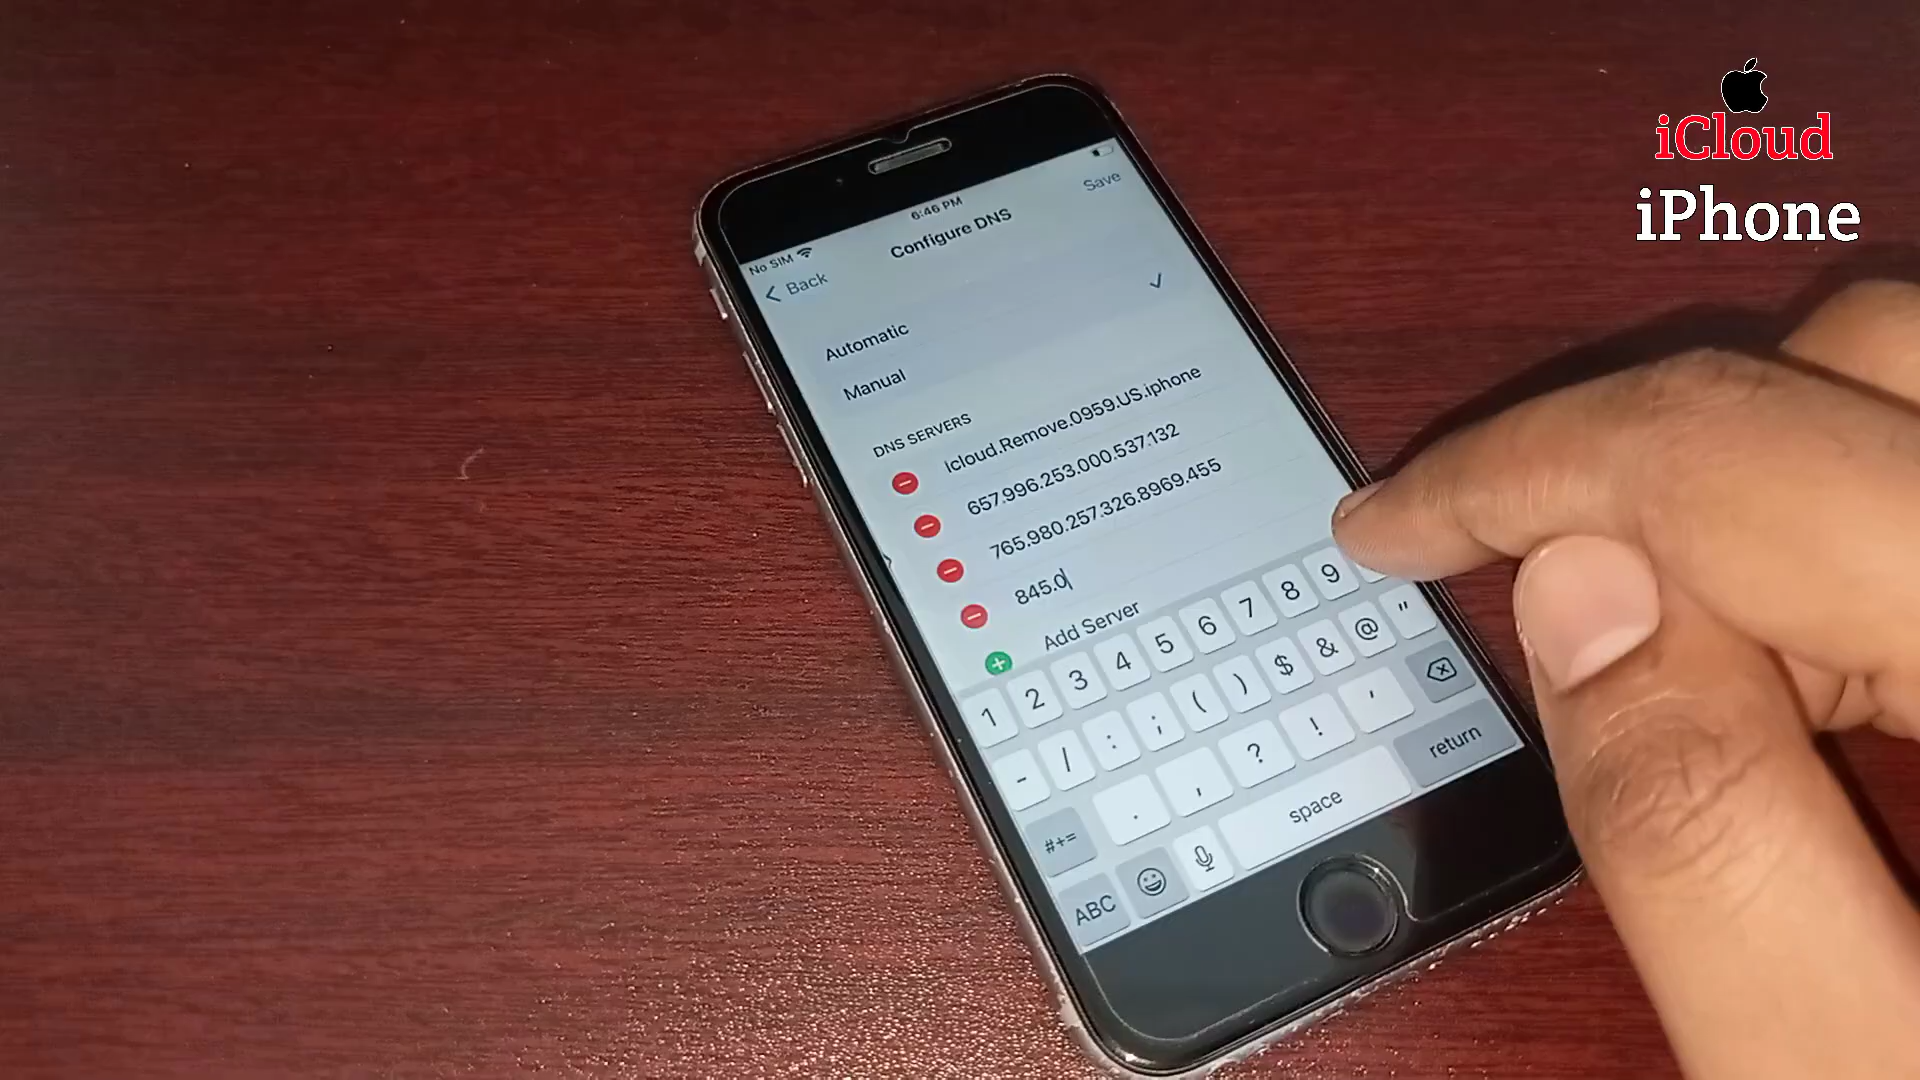 iCloud
iPhone
No SIM
6:46 PM
Back
Configure DNS
Save
Automatic
Manual
DNS SERVERS
Icloud.Remove.0959.US.iphone
657.996.253.000.537.132
765.980.257.326.8969.455
845.0
Add Server
1 2 3 4 5 6 7 8 9
- / : ; ( ) $ & @ "
#+= . , ? ! '
ABC space return